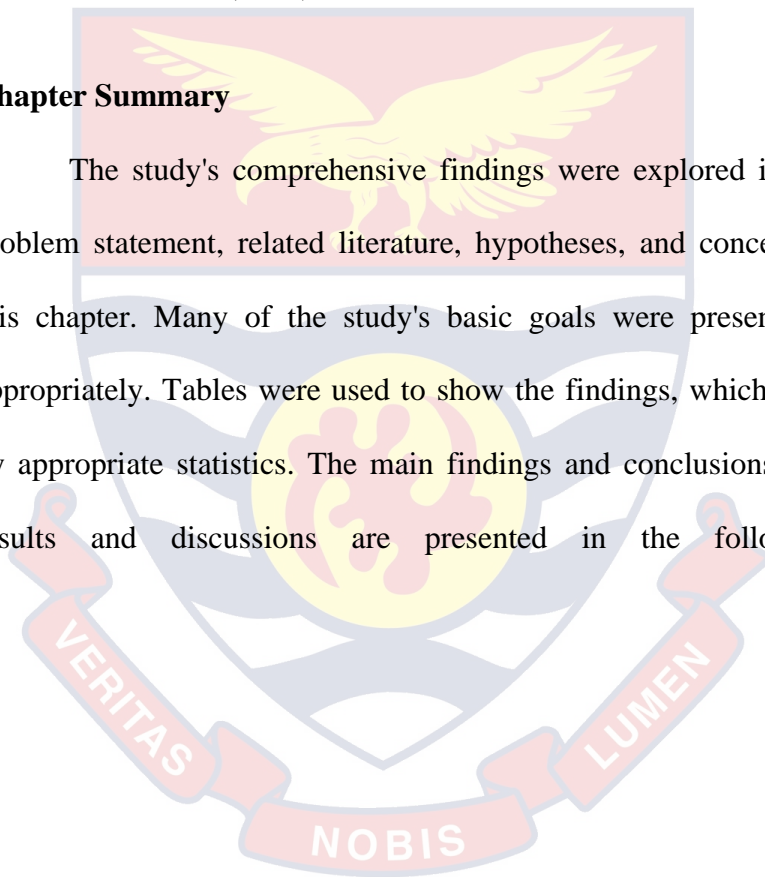 hapter Summary
The study's comprehensive findings were explored i
oblem statement, related literature, hypotheses, and conce
is chapter. Many of the study's basic goals were presen
ppropriately. Tables were used to show the findings, which
y appropriate statistics. The main findings and conclusions
sults and discussions are presented in the follo
VERITAS
NOBIS
LUMEN